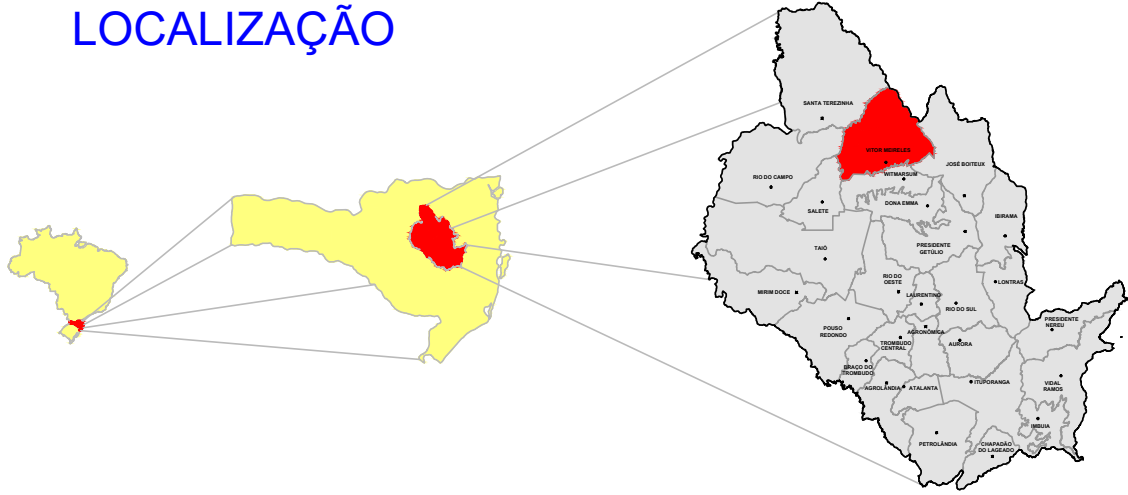 LOCALIZAÇÃO
SANTA TEREZINHA
VITOR MEIRELES
JOSÉ BOITEUX
RIO DO CAMPO
WITMARSUM
DONA EMMA
SALETE
IBIRAMA
TAIÓ
PRESIDENTE
GETÚLIO
RIO DO
OESTE
LONTRAS
MIRIM DOCE
LAURENTINO
RIO DO SUL
PRESIDENTE
NEREU
POUSO
REDONDO
AGRONÔMICA
TROMBUDO
CENTRAL
AURORA
BRAÇO DO
TROMBUDO
AGROLÂNDIA
ATALANTA
ITUPORANGA
VIDAL
RAMOS
IMBUIA
PETROLÂNDIA
CHAPADÃO
DO LAGEADO